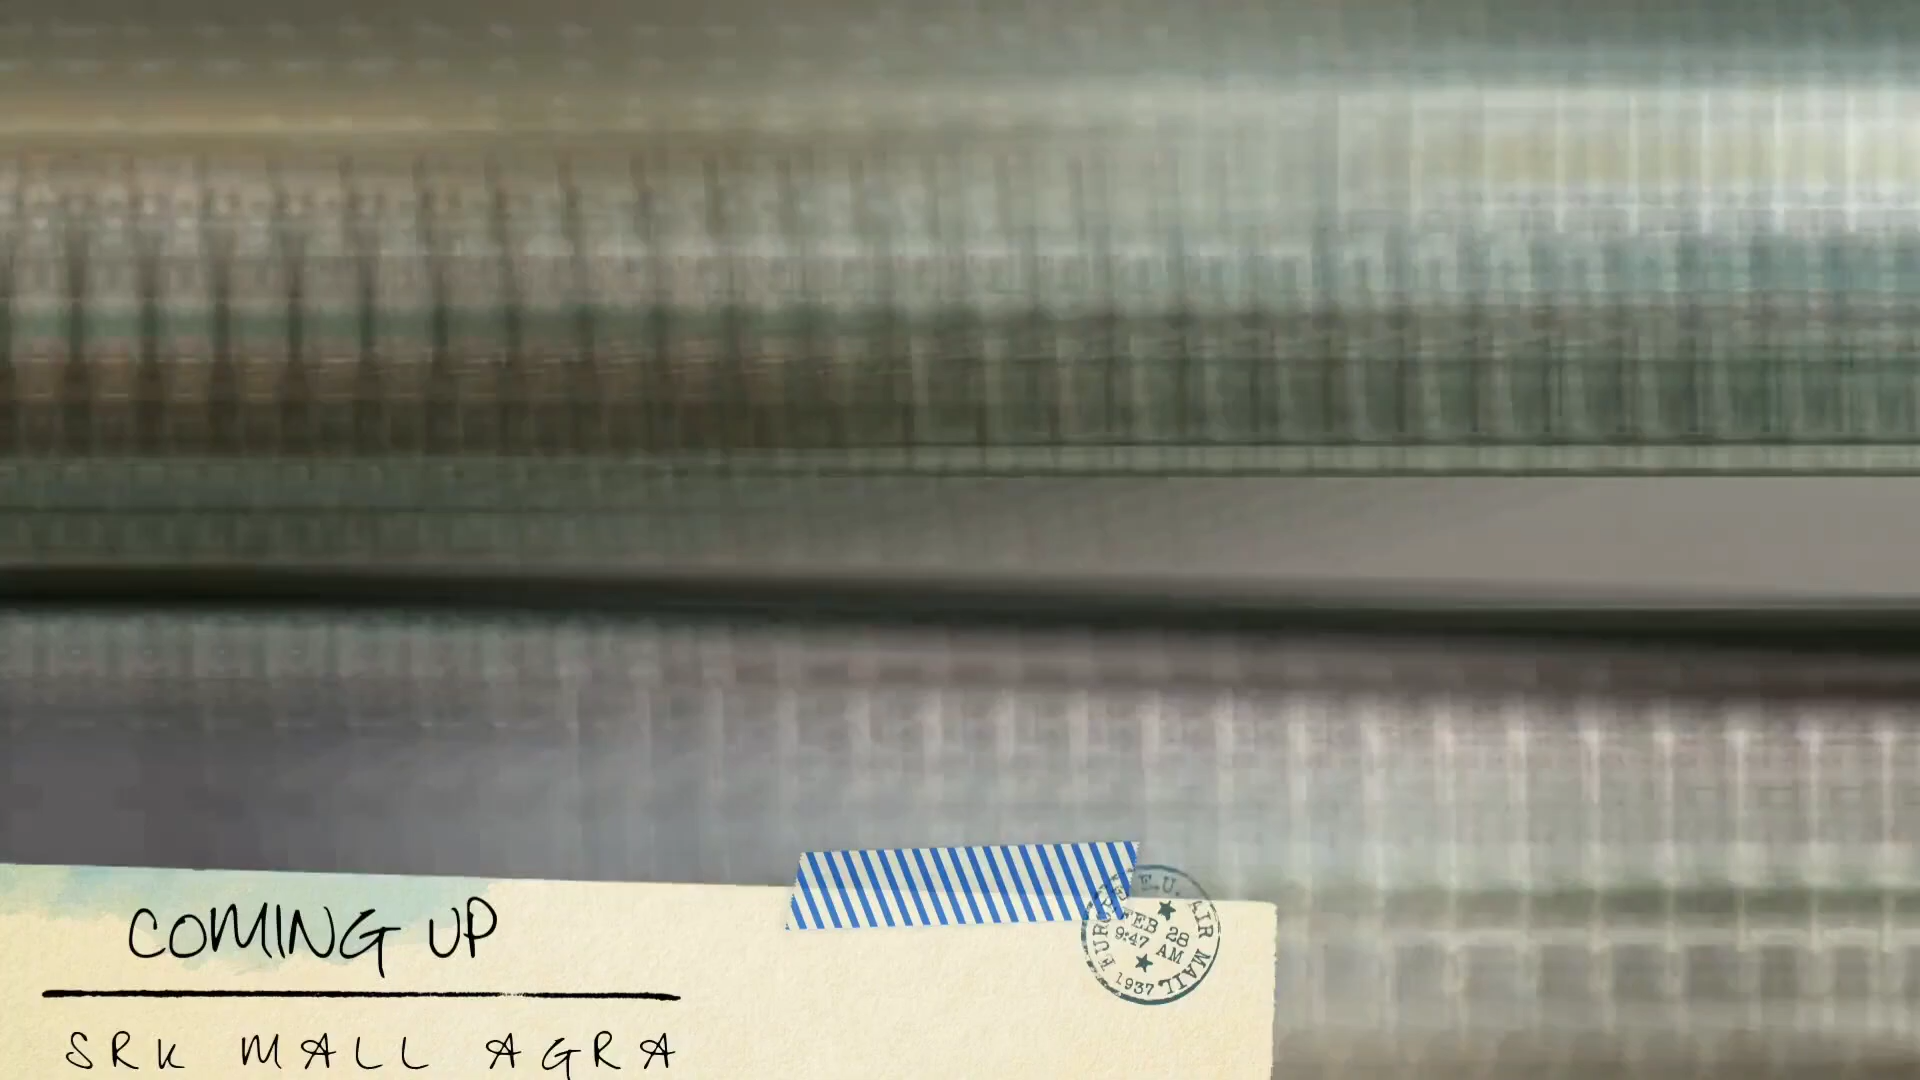 COMING UP
SRK MALL AGRA
E.U. AIR MAIL
FEB 28
9:47 AM
1937